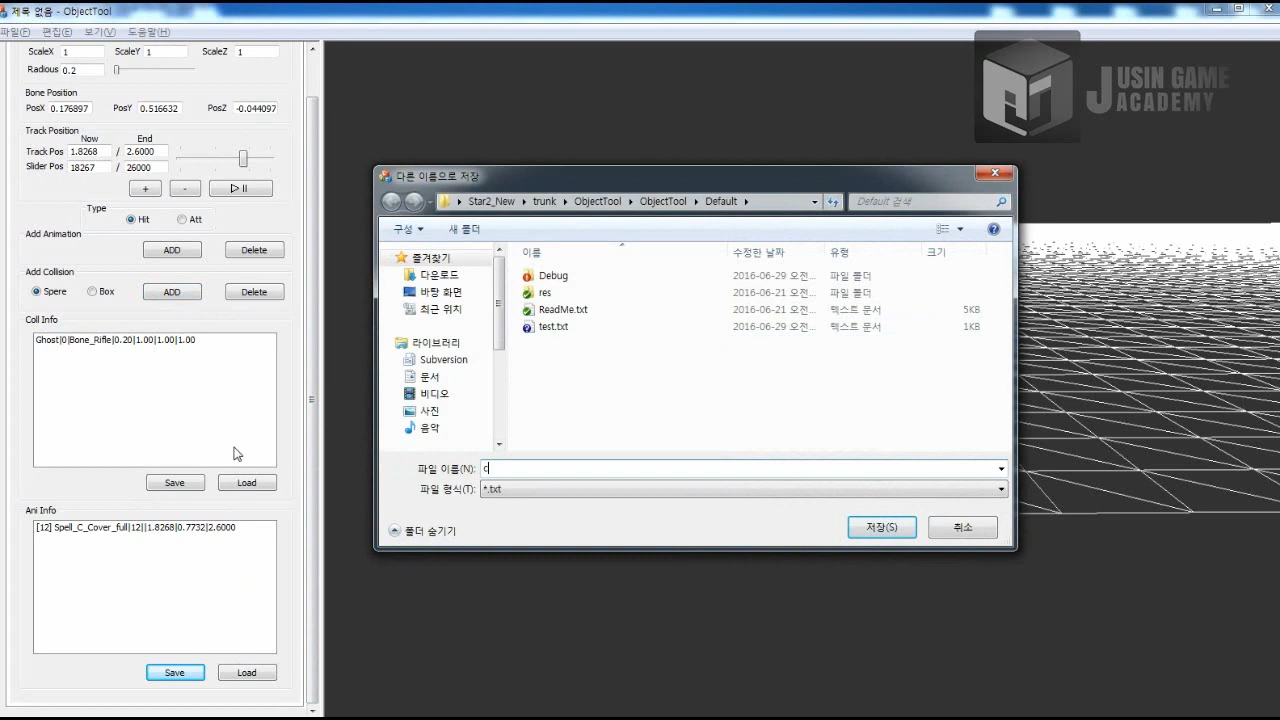 제목 없음 - ObjectTool
파일(F) 편집(E) 보기(V) 도움말(H)
ScaleX 1 ScaleY 1 ScaleZ 1
Radious 0.2
Bone Position
PosX 0.176897 PosY 0.516632 PosZ -0.044097
Track Position
Now End
Track Pos 1.8268 / 2.6000
Slider Pos 18267 / 26000
+ - ▷II
Type
Hit Att
Add Animation
ADD Delete
Add Collision
Spere Box ADD Delete
Coll Info
Ghost|0|Bone_Rifle|0.20|1.00|1.00|1.00
Save Load
Ani Info
[12] Spell_C_Cover_full|12||1.8268|0.7732|2.6000
Save Load
JUSIN GAME
ACADEMY
다른 이름으로 저장
Star2_New trunk ObjectTool ObjectTool Default
Default 검색
구성 새 폴더
이름 수정한 날짜 유형 크기
즐겨찾기
다운로드
바탕 화면
최근 위치
라이브러리
Subversion
문서
비디오
사진
음악
Debug 2016-06-29 오전... 파일 폴더
res 2016-06-21 오전... 파일 폴더
ReadMe.txt 2016-06-21 오전... 텍스트 문서 5KB
test.txt 2016-06-29 오전... 텍스트 문서 1KB
파일 이름(N): c
파일 형식(T): *.txt
폴더 숨기기
저장(S) 취소